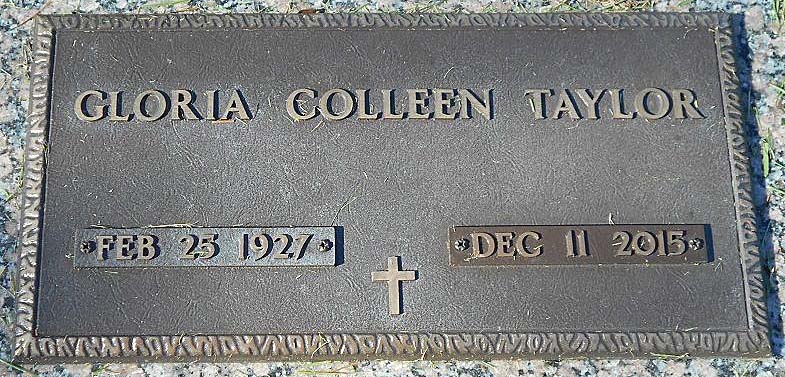 GLORIA COLLEEN TAYLOR
FEB 25 1927 DEC 11 2015